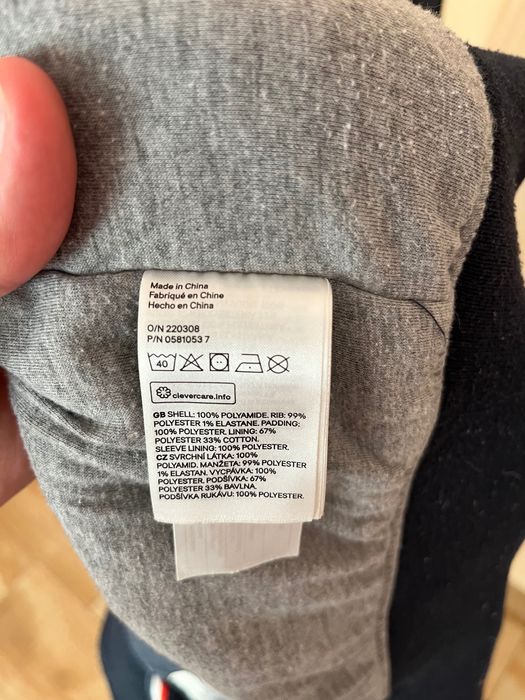 Made in China
Fabriqué en Chine
Hecho en China
O/N 220308
P/N 0581053 7
40
clevercare.info
GB SHELL: 100% POLYAMIDE. RIB: 99%
POLYESTER 1% ELASTANE. PADDING:
100% POLYESTER. LINING: 67%
POLYESTER 33% COTTON.
SLEEVE LINING: 100% POLYESTER.
CZ SVRCHNÍ LÁTKA: 100%
POLYAMID. MANŽETA: 99% POLYESTER
1% ELASTAN. VYCPÁVKA: 100%
POLYESTER. PODŠÍVKA: 67%
POLYESTER 33% BAVLNA.
PODŠÍVKA RUKÁVU: 100% POLYESTER.